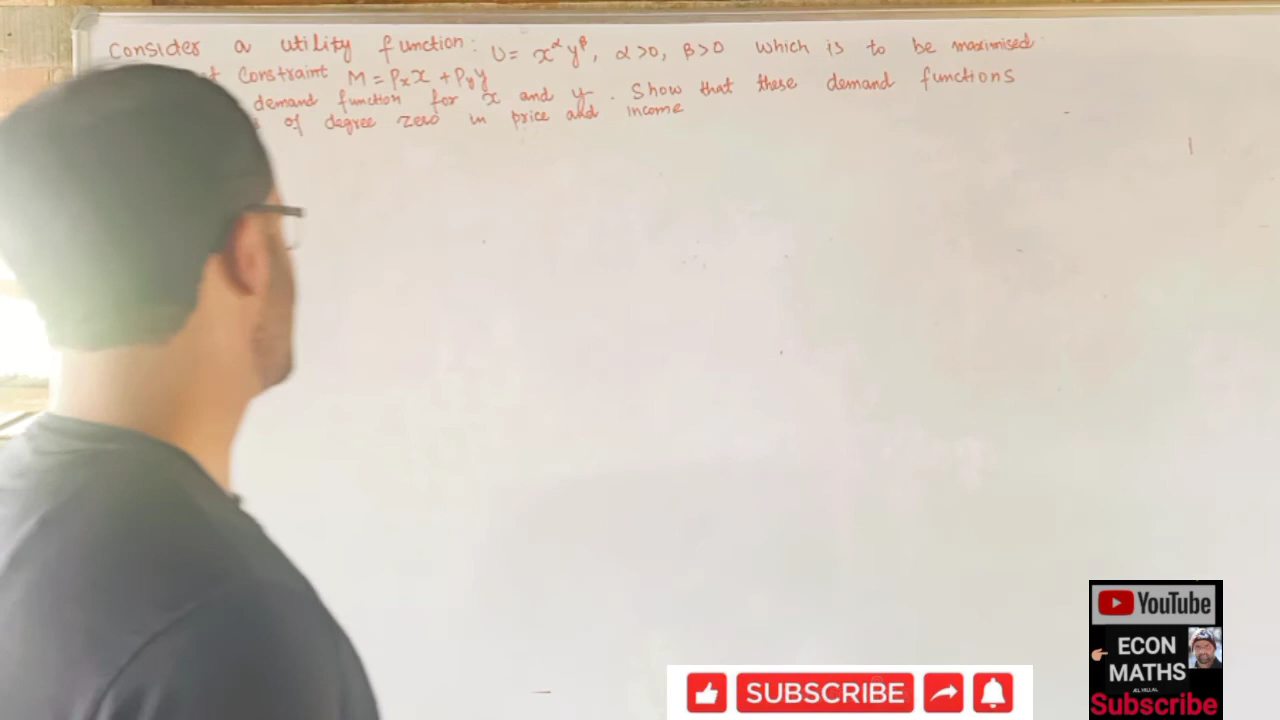 Consider a utility function: U = x^α y^β, α >0, β >0 which is to be maximised
Constraint M = Pₓx + Pᵧy
demand function for x and y. Show that these demand functions
of degree zero in price and income
SUBSCRIBE
YouTube
ECON
MATHS
Subscribe